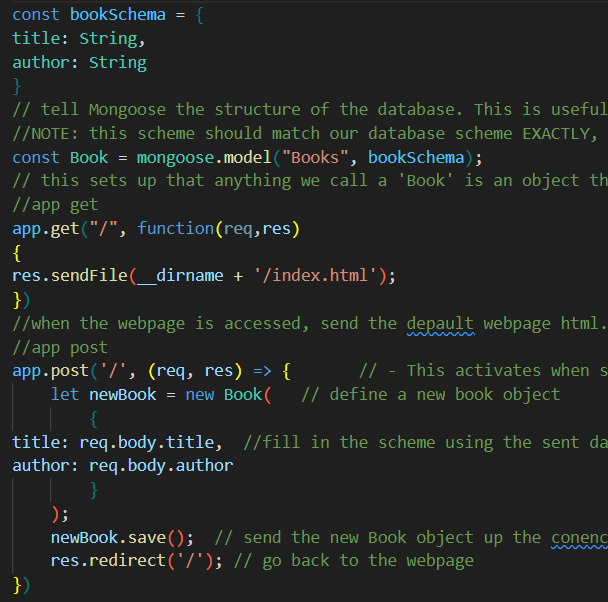 const bookSchema = {
title: String,
author: String
}
// tell Mongoose the structure of the database. This is useful
//NOTE: this scheme should match our database scheme EXACTLY,
const Book = mongoose.model("Books", bookSchema);
// this sets up that anything we call a 'Book' is an object th
//app get
app.get("/", function(req,res)
{
res.sendFile(__dirname + '/index.html');
})
//when the webpage is accessed, send the depault webpage html.
//app post
app.post('/', (req, res) => {       // - This activates when s
    let newBook = new Book(   // define a new book object
        {
title: req.body.title,  //fill in the scheme using the sent da
author: req.body.author
        }
    );
    newBook.save();  // send the new Book object up the conenc
    res.redirect('/'); // go back to the webpage
})